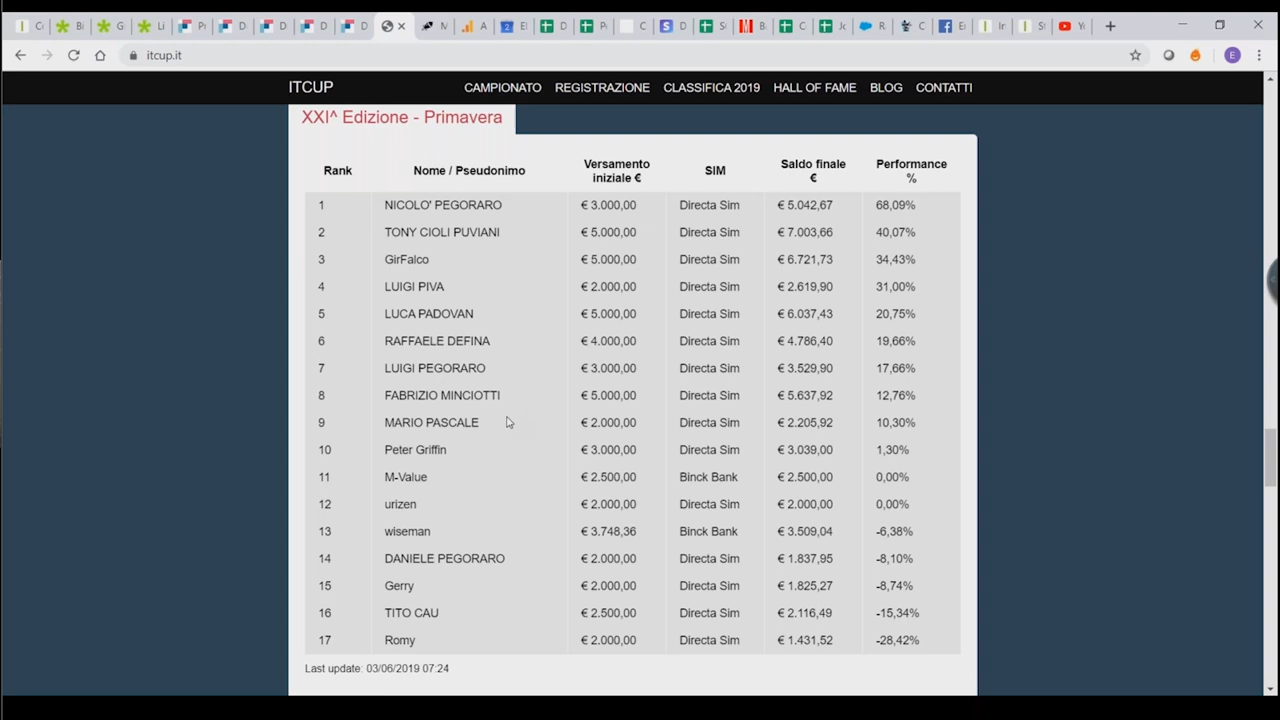 itcup.it
E
ITCUP CAMPIONATO REGISTRAZIONE CLASSIFICA 2019 HALL OF FAME BLOG CONTATTI
XXI^ Edizione - Primavera
Rank Nome / Pseudonimo Versamento iniziale € SIM Saldo finale € Performance %
1 NICOLO' PEGORARO € 3.000,00 Directa Sim € 5.042,67 68,09%
2 TONY CIOLI PUVIANI € 5.000,00 Directa Sim € 7.003,66 40,07%
3 GirFalco € 5.000,00 Directa Sim € 6.721,73 34,43%
4 LUIGI PIVA € 2.000,00 Directa Sim € 2.619,90 31,00%
5 LUCA PADOVAN € 5.000,00 Directa Sim € 6.037,43 20,75%
6 RAFFAELE DEFINA € 4.000,00 Directa Sim € 4.786,40 19,66%
7 LUIGI PEGORARO € 3.000,00 Directa Sim € 3.529,90 17,66%
8 FABRIZIO MINCIOTTI € 5.000,00 Directa Sim € 5.637,92 12,76%
9 MARIO PASCALE € 2.000,00 Directa Sim € 2.205,92 10,30%
10 Peter Griffin € 3.000,00 Directa Sim € 3.039,00 1,30%
11 M-Value € 2.500,00 Binck Bank € 2.500,00 0,00%
12 urizen € 2.000,00 Directa Sim € 2.000,00 0,00%
13 wiseman € 3.748,36 Binck Bank € 3.509,04 -6,38%
14 DANIELE PEGORARO € 2.000,00 Directa Sim € 1.837,95 -8,10%
15 Gerry € 2.000,00 Directa Sim € 1.825,27 -8,74%
16 TITO CAU € 2.500,00 Directa Sim € 2.116,49 -15,34%
17 Romy € 2.000,00 Directa Sim € 1.431,52 -28,42%
Last update: 03/06/2019 07:24